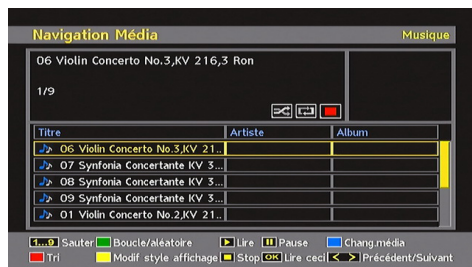 Navigation Média Musique
06 Violin Concerto No.3,KV 216,3 Ron
1/9
Titre Artiste Album
06 Violin Concerto No.3,KV 21..
07 Synfonia Concertante KV 3...
08 Synfonia Concertante KV 3...
09 Synfonia Concertante KV 3...
01 Violin Concerto No.2,KV 21..
1...9 Sauter Boucle/aléatoire Lire Pause Chang.média
Tri Modif style affichage Stop OK Lire ceci < > Précédent/Suivant